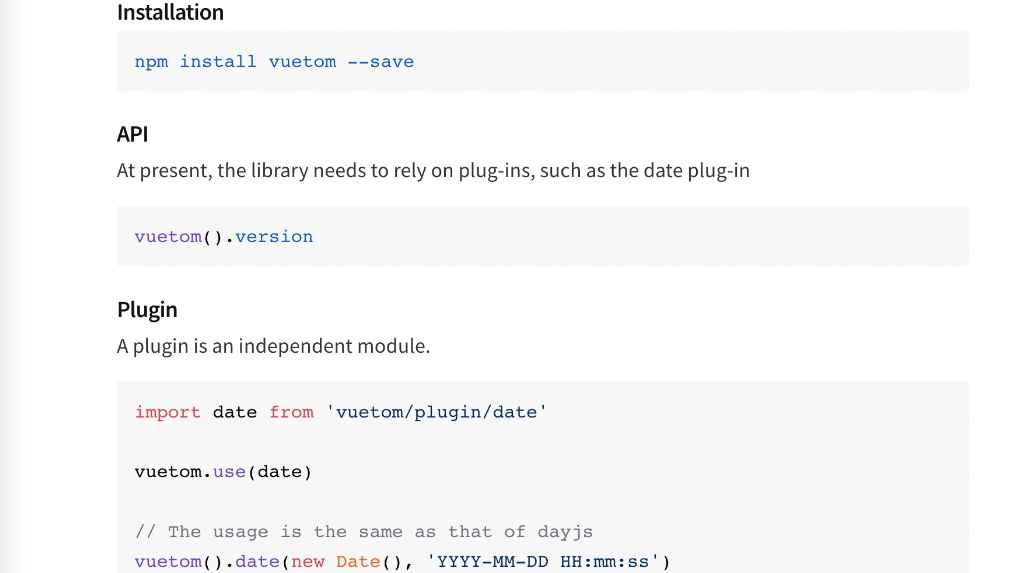 Installation
npm install vuetom --save
API
At present, the library needs to rely on plug-ins, such as the date plug-in
vuetom().version
Plugin
A plugin is an independent module.
import date from 'vuetom/plugin/date'
vuetom.use(date)
// The usage is the same as that of dayjs
vuetom().date(new Date(), 'YYYY-MM-DD HH:mm:ss')